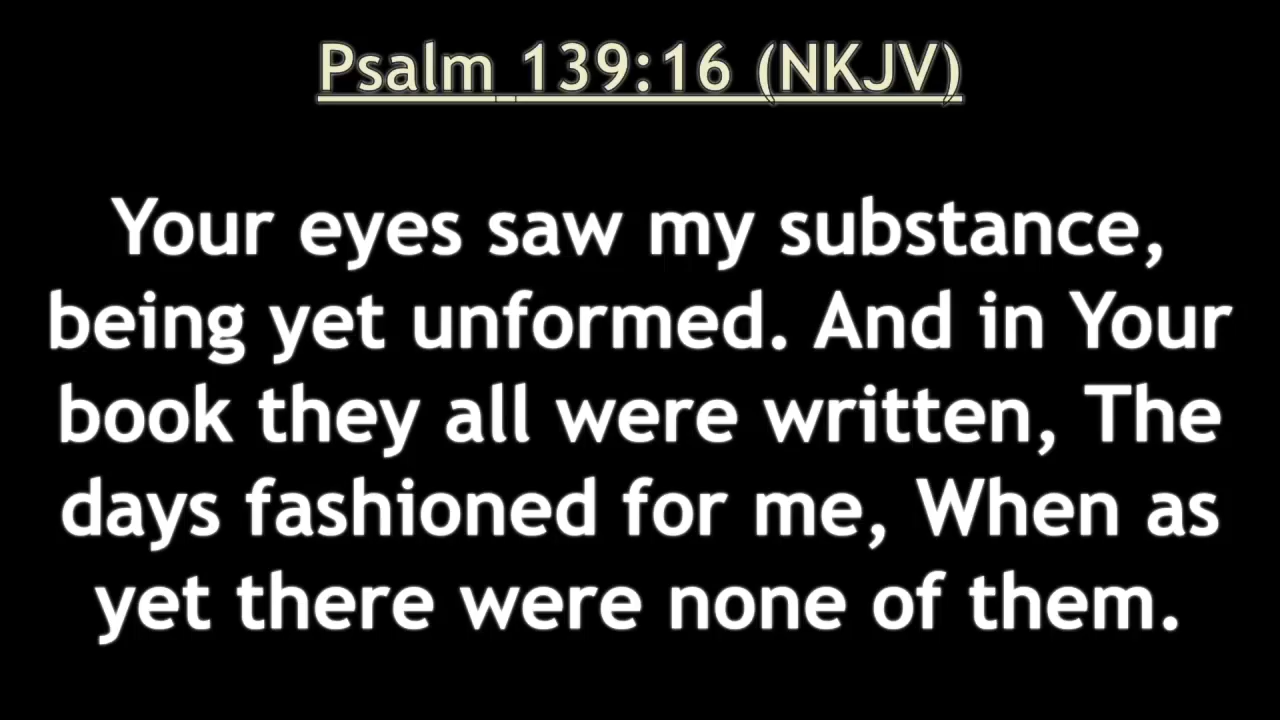 Psalm 139:16 (NKJV)
Your eyes saw my substance,
being yet unformed. And in Your
book they all were written, The
days fashioned for me, When as
yet there were none of them.